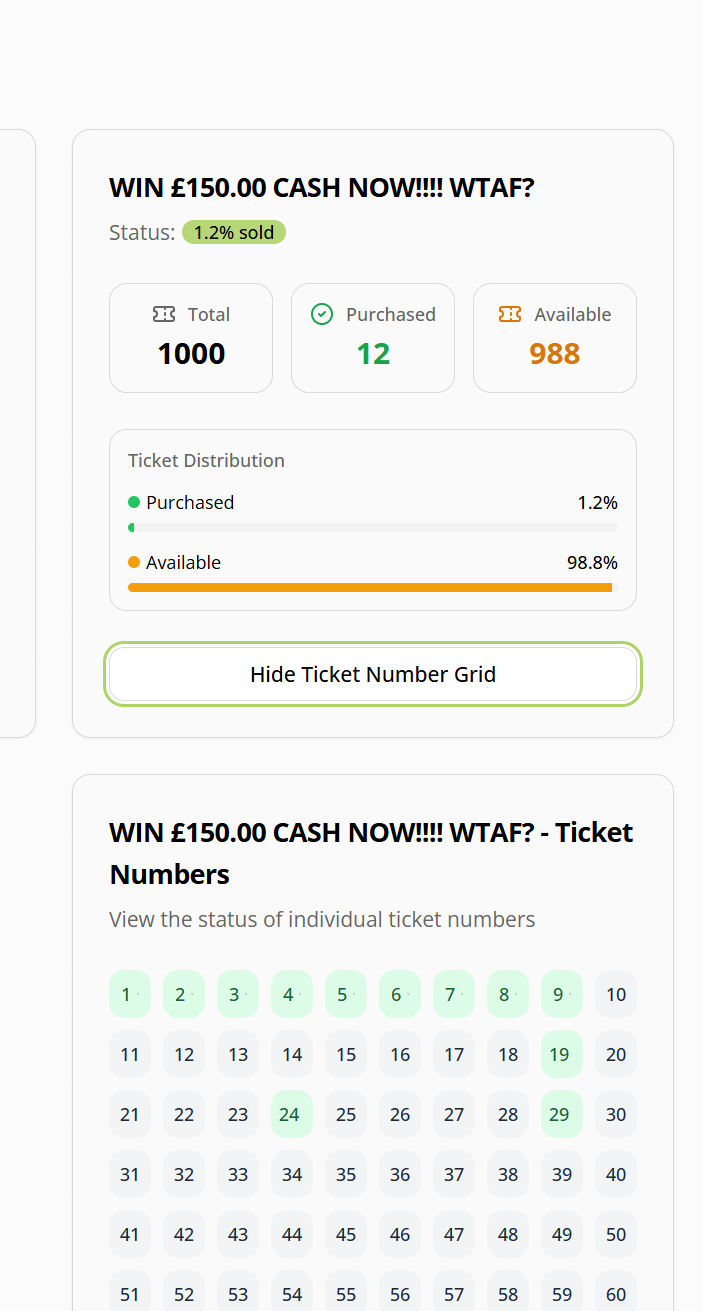 WIN £150.00 CASH NOW!!!! WTAF?
Status: 1.2% sold
Total Purchased Available
1000 12 988
Ticket Distribution
Purchased 1.2%
Available 98.8%
Hide Ticket Number Grid
WIN £150.00 CASH NOW!!!! WTAF? - Ticket
Numbers
View the status of individual ticket numbers
1 2 3 4 5 6 7 8 9 10
11 12 13 14 15 16 17 18 19 20
21 22 23 24 25 26 27 28 29 30
31 32 33 34 35 36 37 38 39 40
41 42 43 44 45 46 47 48 49 50
51 52 53 54 55 56 57 58 59 60